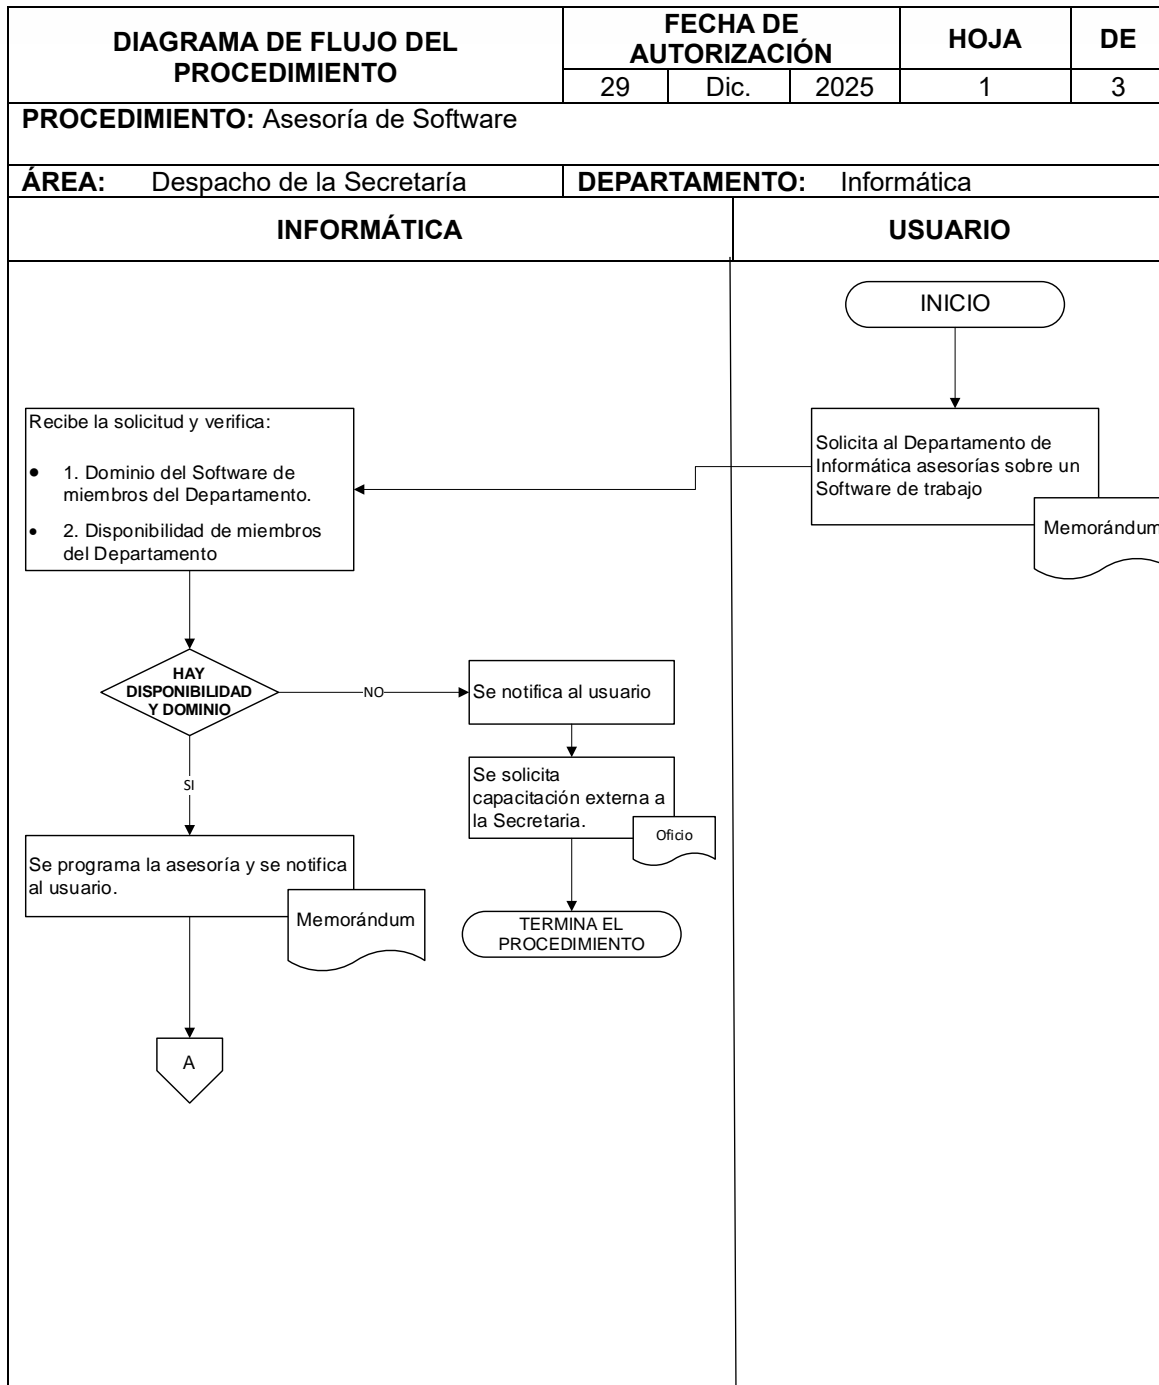 DIAGRAMA DE FLUJO DEL
PROCEDIMIENTO
FECHA DE
AUTORIZACIÓN
HOJA
DE
29
Dic.
2025
1
3
PROCEDIMIENTO: Asesoría de Software
ÁREA: Despacho de la Secretaría
DEPARTAMENTO: Informática
INFORMÁTICA
USUARIO
INICIO
Solicita al Departamento de
Informática asesorías sobre un
Software de trabajo
Memorándum
Recibe la solicitud y verifica:
• 1. Dominio del Software de
miembros del Departamento.
• 2. Disponibilidad de miembros
del Departamento
HAY
DISPONIBILIDAD
Y DOMINIO
NO
Se notifica al usuario
Se solicita
capacitación externa a
la Secretaria.
Oficio
TERMINA EL
PROCEDIMIENTO
SI
Se programa la asesoría y se notifica
al usuario.
Memorándum
A